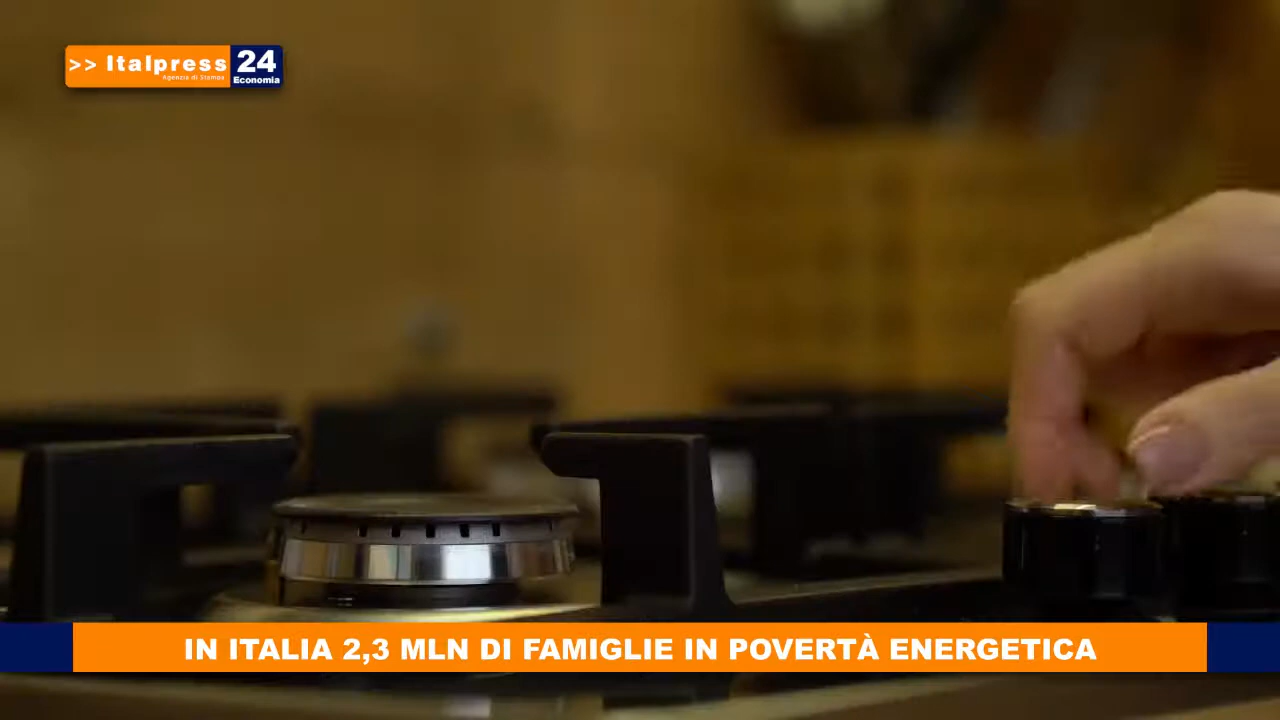 >> Italpress
Agenzia di Stampa
24
Economia
IN ITALIA 2,3 MLN DI FAMIGLIE IN POVERTÀ ENERGETICA